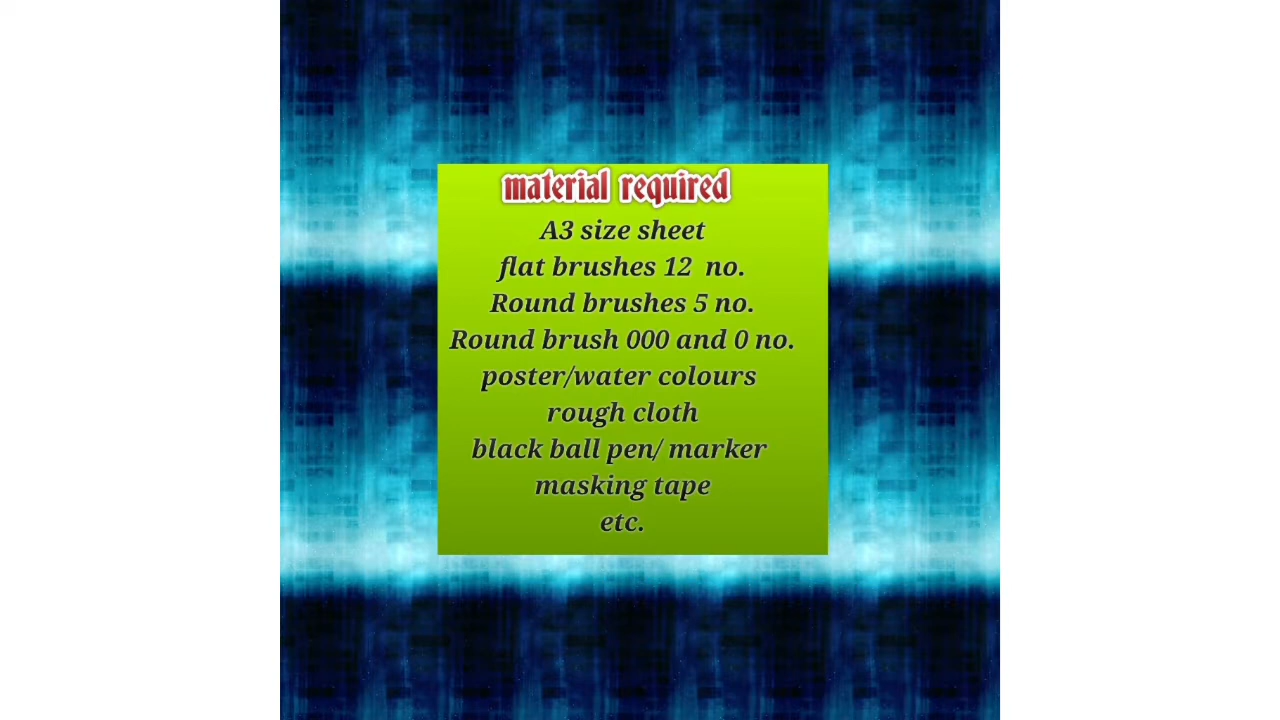 material required
A3 size sheet
flat brushes 12 no.
Round brushes 5 no.
Round brush 000 and 0 no.
poster/water colours
rough cloth
black ball pen/ marker
masking tape
etc.